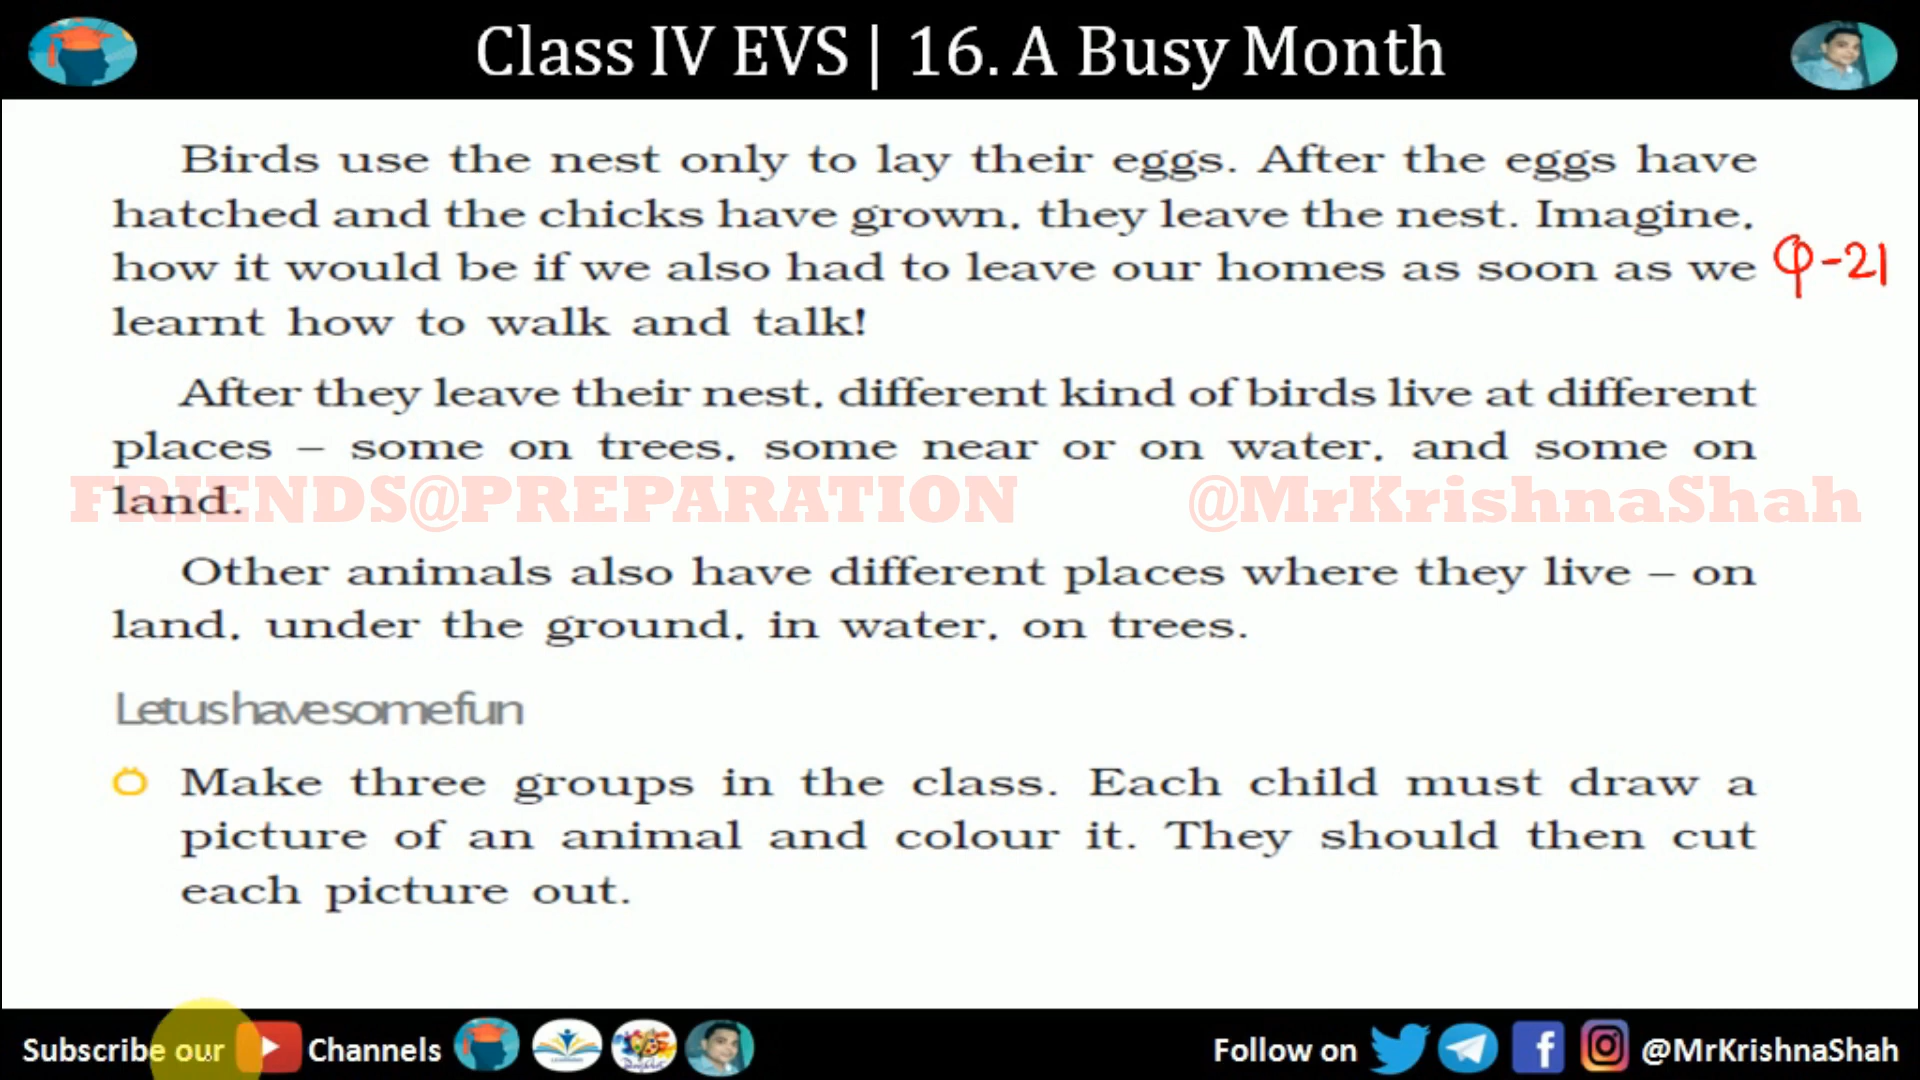 Class IV EVS | 16. A Busy Month
Birds use the nest only to lay their eggs. After the eggs have
hatched and the chicks have grown, they leave the nest. Imagine,
how it would be if we also had to leave our homes as soon as we
learnt how to walk and talk!
Q-21
After they leave their nest, different kind of birds live at different
places – some on trees, some near or on water, and some on
land.
FRIENDS@PREPARATION @MrKrishnaShah
Other animals also have different places where they live – on
land, under the ground, in water, on trees.
Let us have some fun
Make three groups in the class. Each child must draw a
picture of an animal and colour it. They should then cut
each picture out.
Subscribe our Channels Follow on @MrKrishnaShah